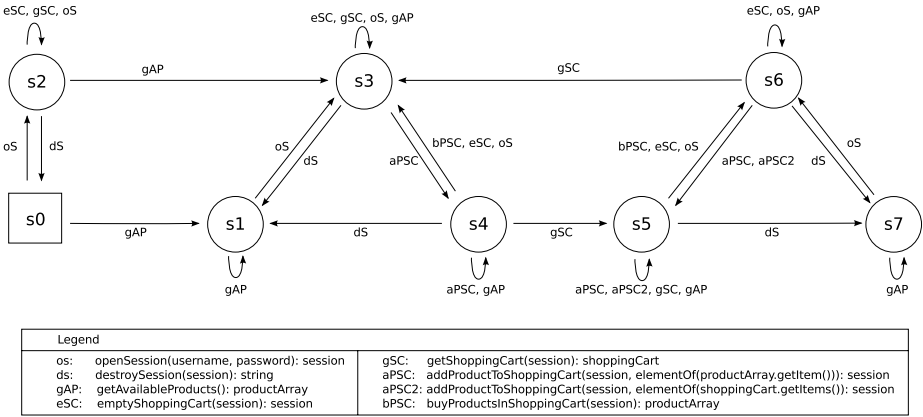 eSC, gSC, oS
eSC, gSC, oS, gAP
eSC, oS, gAP
s2
gAP
s3
gSC
s6
oS
dS
oS
dS
aPSC
bPSC, eSC, oS
bPSC, eSC, oS
aPSC, aPSC2
dS
oS
s0
gAP
s1
dS
s4
gSC
s5
dS
s7
gAP
aPSC, gAP
aPSC, aPSC2, gSC, gAP
gAP
Legend
os: openSession(username, password): session
ds: destroySession(session): string
gAP: getAvailableProducts(): productArray
eSC: emptyShoppingCart(session): session
gSC: getShoppingCart(session): shoppingCart
aPSC: addProductToShoppingCart(session, elementOf(productArray.getItem())): session
aPSC2: addProductToShoppingCart(session, elementOf(shoppingCart.getItems()): session
bPSC: buyProductsInShoppingCart(session): productArray